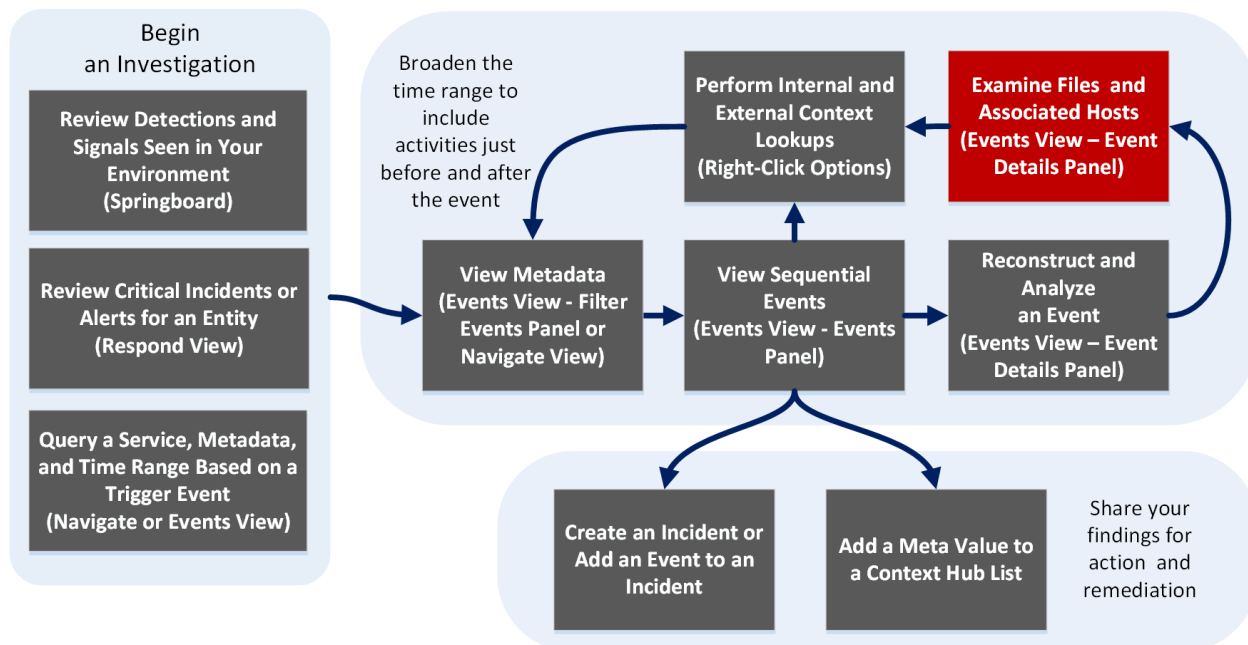 Begin
an Investigation
Review Detections and
Signals Seen in Your
Environment
(Springboard)
Review Critical Incidents or
Alerts for an Entity
(Respond View)
Query a Service, Metadata,
and Time Range Based on a
Trigger Event
(Navigate or Events View)
Broaden the
time range to
include
activities just
before and after
the event
Perform Internal and
External Context
Lookups
(Right-Click Options)
Examine Files and
Associated Hosts
(Events View – Event
Details Panel)
View Metadata
(Events View - Filter
Events Panel or
Navigate View)
View Sequential
Events
(Events View - Events
Panel)
Reconstruct and
Analyze
an Event
(Events View – Event
Details Panel)
Create an Incident or
Add an Event to an
Incident
Add a Meta Value to
a Context Hub List
Share your
findings for
action and
remediation